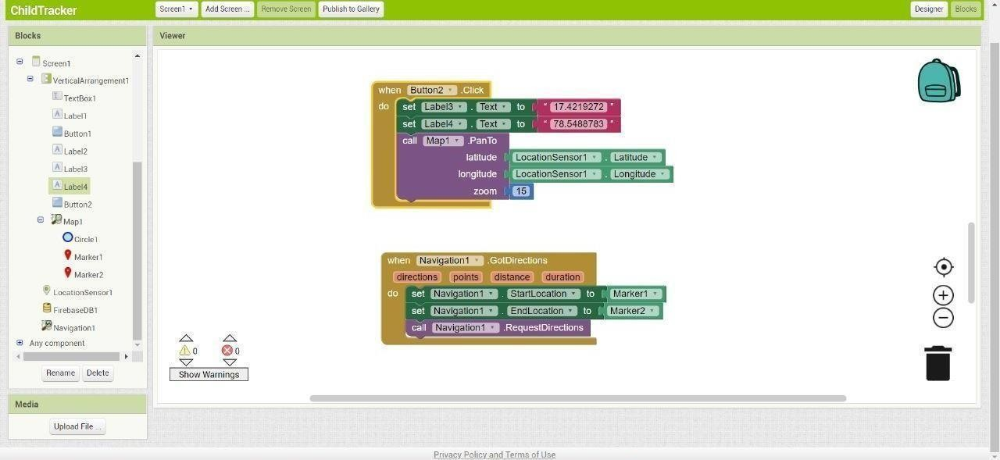 ChildTracker
Screen1 Add Screen ... Remove Screen Publish to Gallery Designer Blocks
Blocks
Screen1
VerticalArrangement1
TextBox1
Label1
Button1
Label2
Label3
Label4
Button2
Map1
Circle1
Marker1
Marker2
LocationSensor1
FirebaseDB1
Navigation1
Any component
Rename Delete
Media
Upload File ...
Viewer
when Button2 .Click
do set Label3 . Text to " 17.4219272 "
set Label4 . Text to " 78.5488783 "
call Map1 .PanTo
latitude LocationSensor1 . Latitude
longitude LocationSensor1 . Longitude
zoom 15
when Navigation1 .GotDirections
directions points distance duration
do set Navigation1 . StartLocation to Marker1
set Navigation1 . EndLocation to Marker2
call Navigation1 .RequestDirections
0 0
Show Warnings
Privacy Policy and Terms of Use